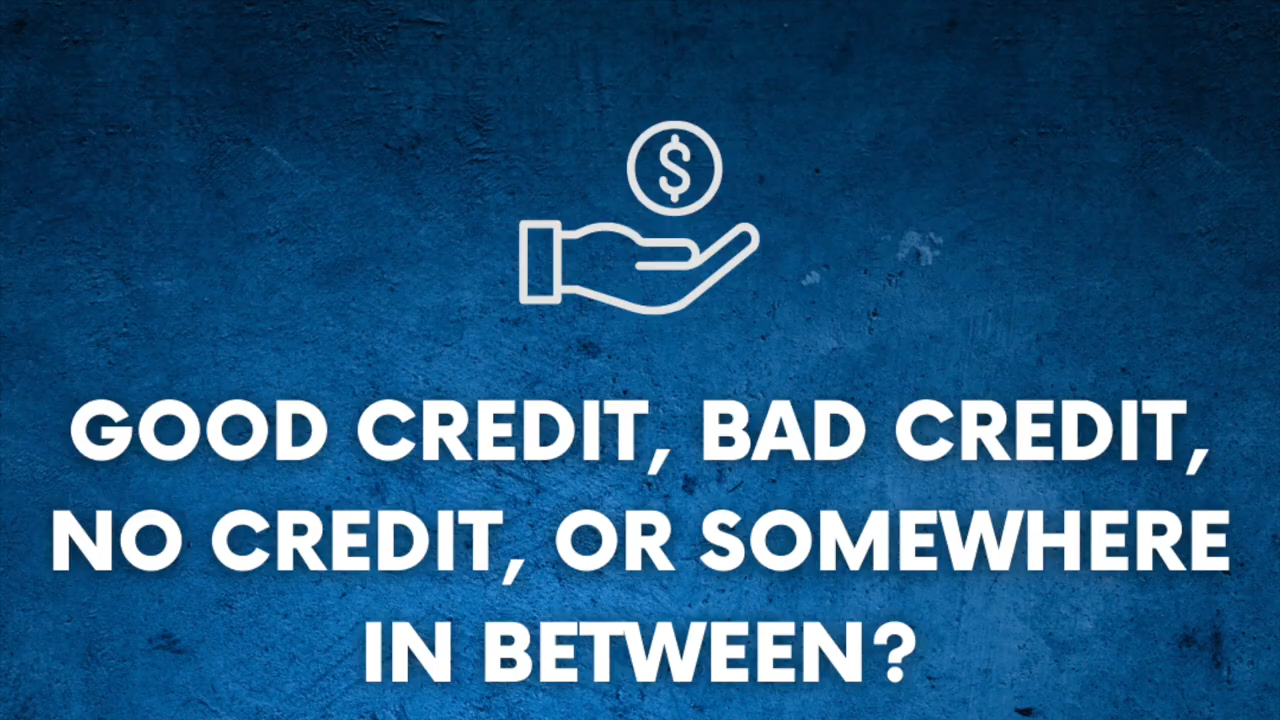 $
GOOD CREDIT, BAD CREDIT,
NO CREDIT, OR SOMEWHERE
IN BETWEEN?